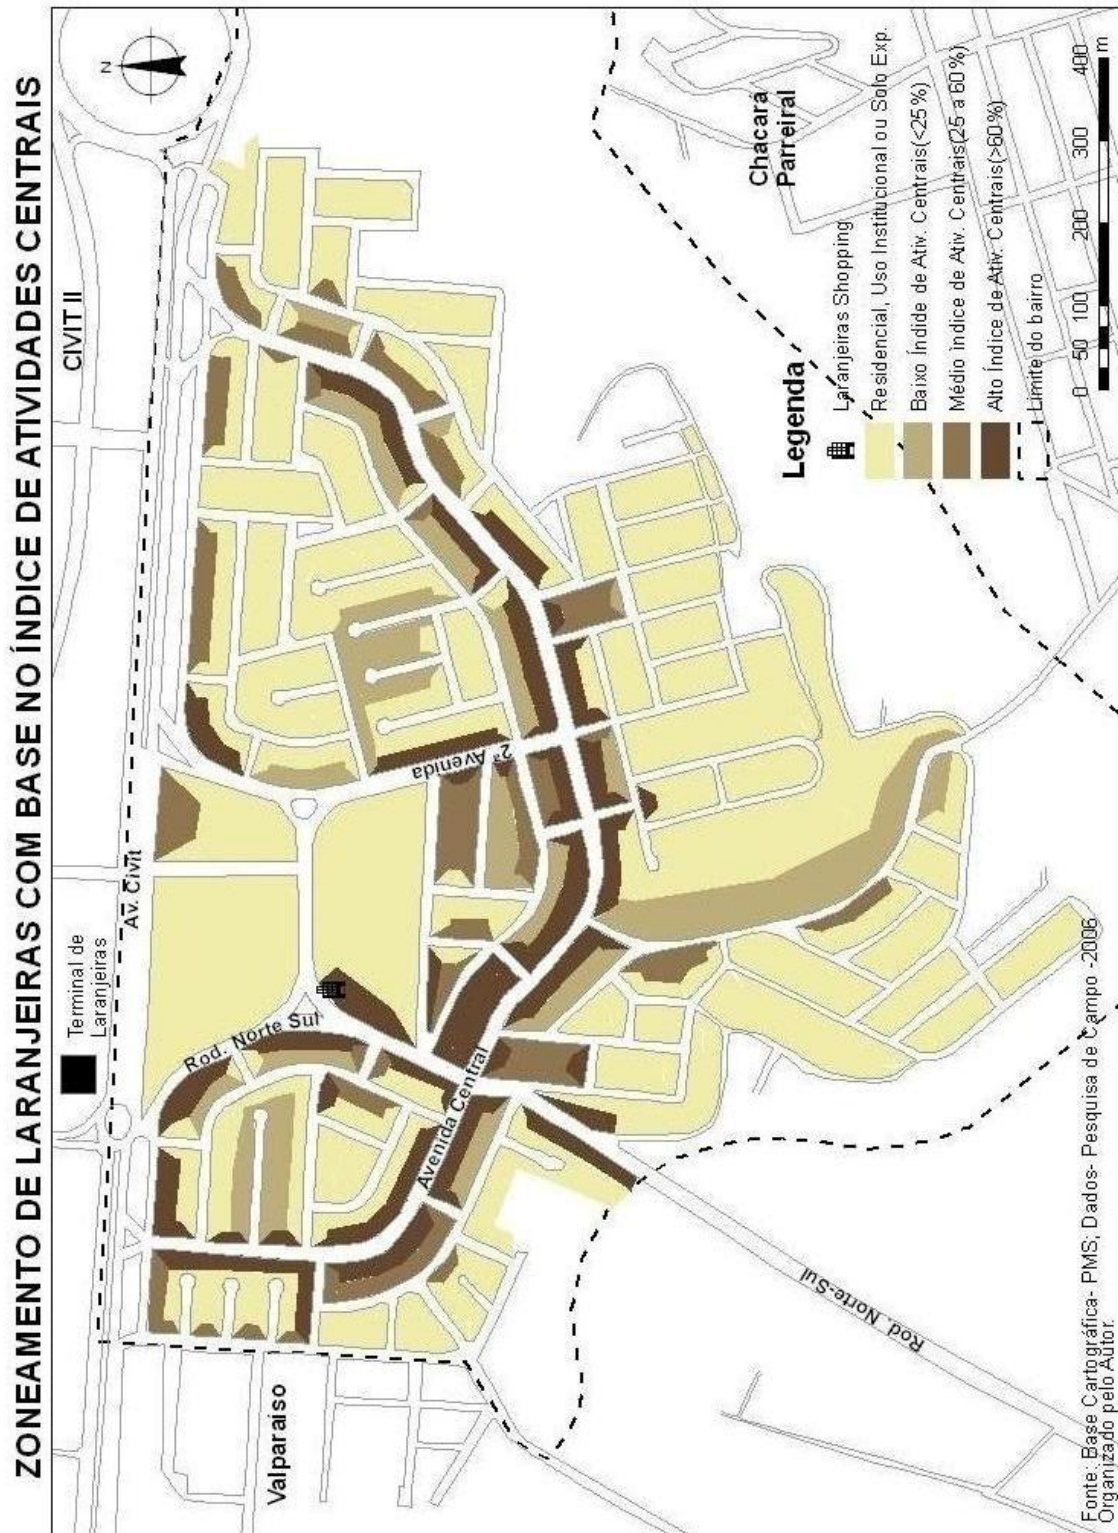 ZONEAMENTO DE LARANJEIRAS COM BASE NO ÍNDICE DE ATIVIDADES CENTRAIS
N
CIVIT II
Terminal de
Laranjeiras
Av. Civit
Rod. Norte Sul
2ª Avenida
Avenida Central
Valparaiso
Rod. Norte-Sul
Chacará
Parreiral
Legenda
Laranjeiras Shopping
Residencial, Uso Institucional ou Solo Exp.
Baixo Índide de Ativ. Centrais(<25%)
Médio índice de Ativ. Centrais(25 a 60%)
Alto Índice de Ativ. Centrais(>60%)
Limite do bairro
0 50 100 200 300 400
m
Fonte: Base Cartográfica- PMS; Dados- Pesquisa de Campo -2006
Organizado pelo Autor.